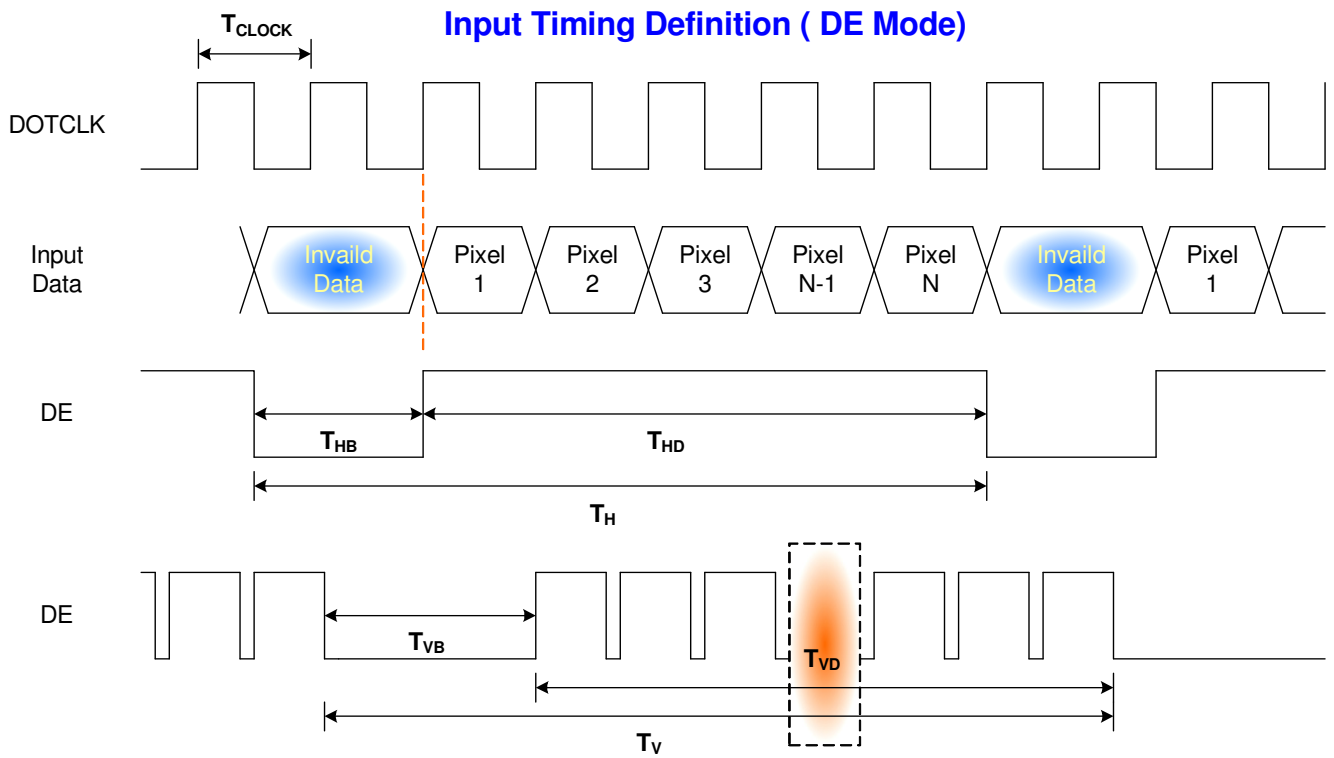 Input Timing Definition ( DE Mode)
TCLOCK
DOTCLK
Input
Data
Invaild
Data
Pixel
1
Pixel
2
Pixel
3
Pixel
N-1
Pixel
N
Invaild
Data
Pixel
1
DE
THB
THD
TH
DE
TVB
TVD
TV